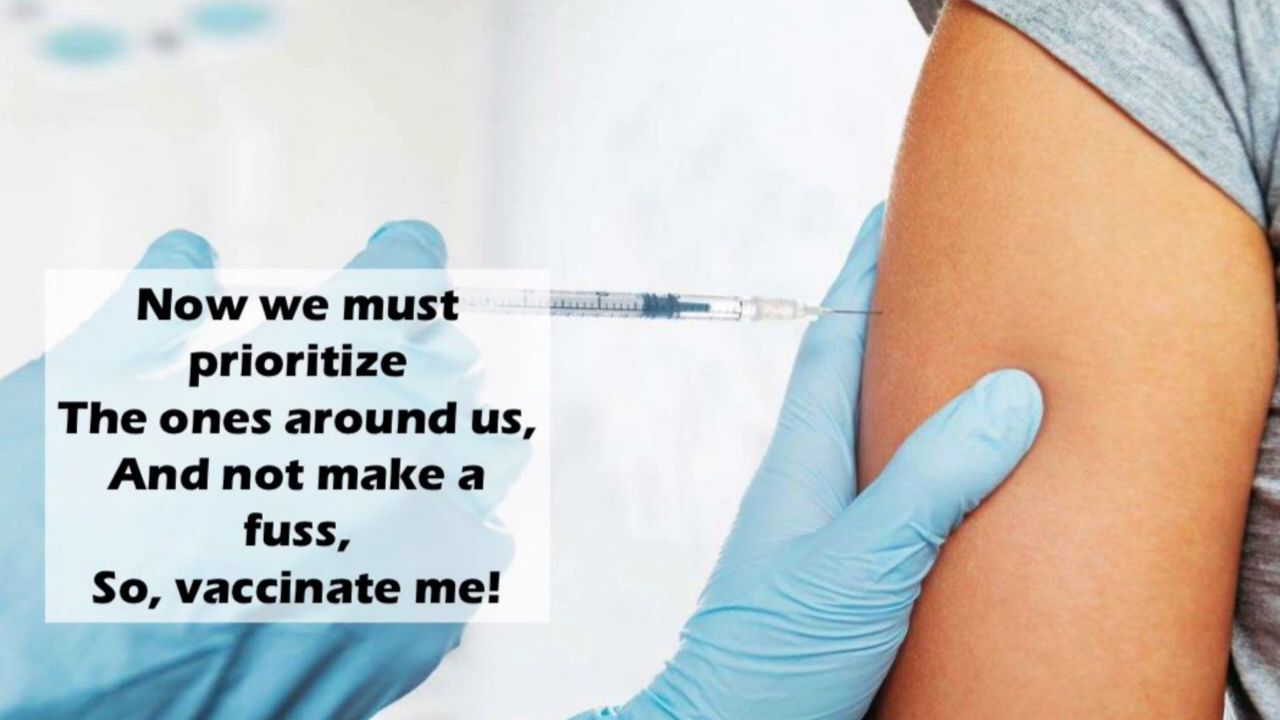 Now we must
prioritize
The ones around us,
And not make a
fuss,
So, vaccinate me!